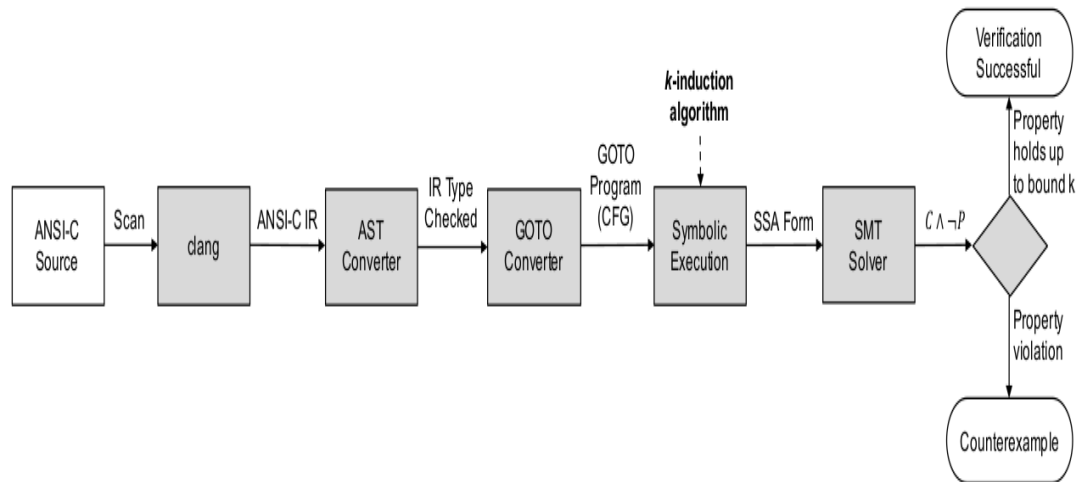 Verification
Successful
k-induction
algorithm
Property
holds up
to bound k
GOTO
Program
(CFG)
IR Type
Checked
ANSI-C
Source
Scan
clang
ANSI-C IR
AST
Converter
GOTO
Converter
Symbolic
Execution
SSA Form
SMT
Solver
C ∧ ¬P
Property
violation
Counterexample